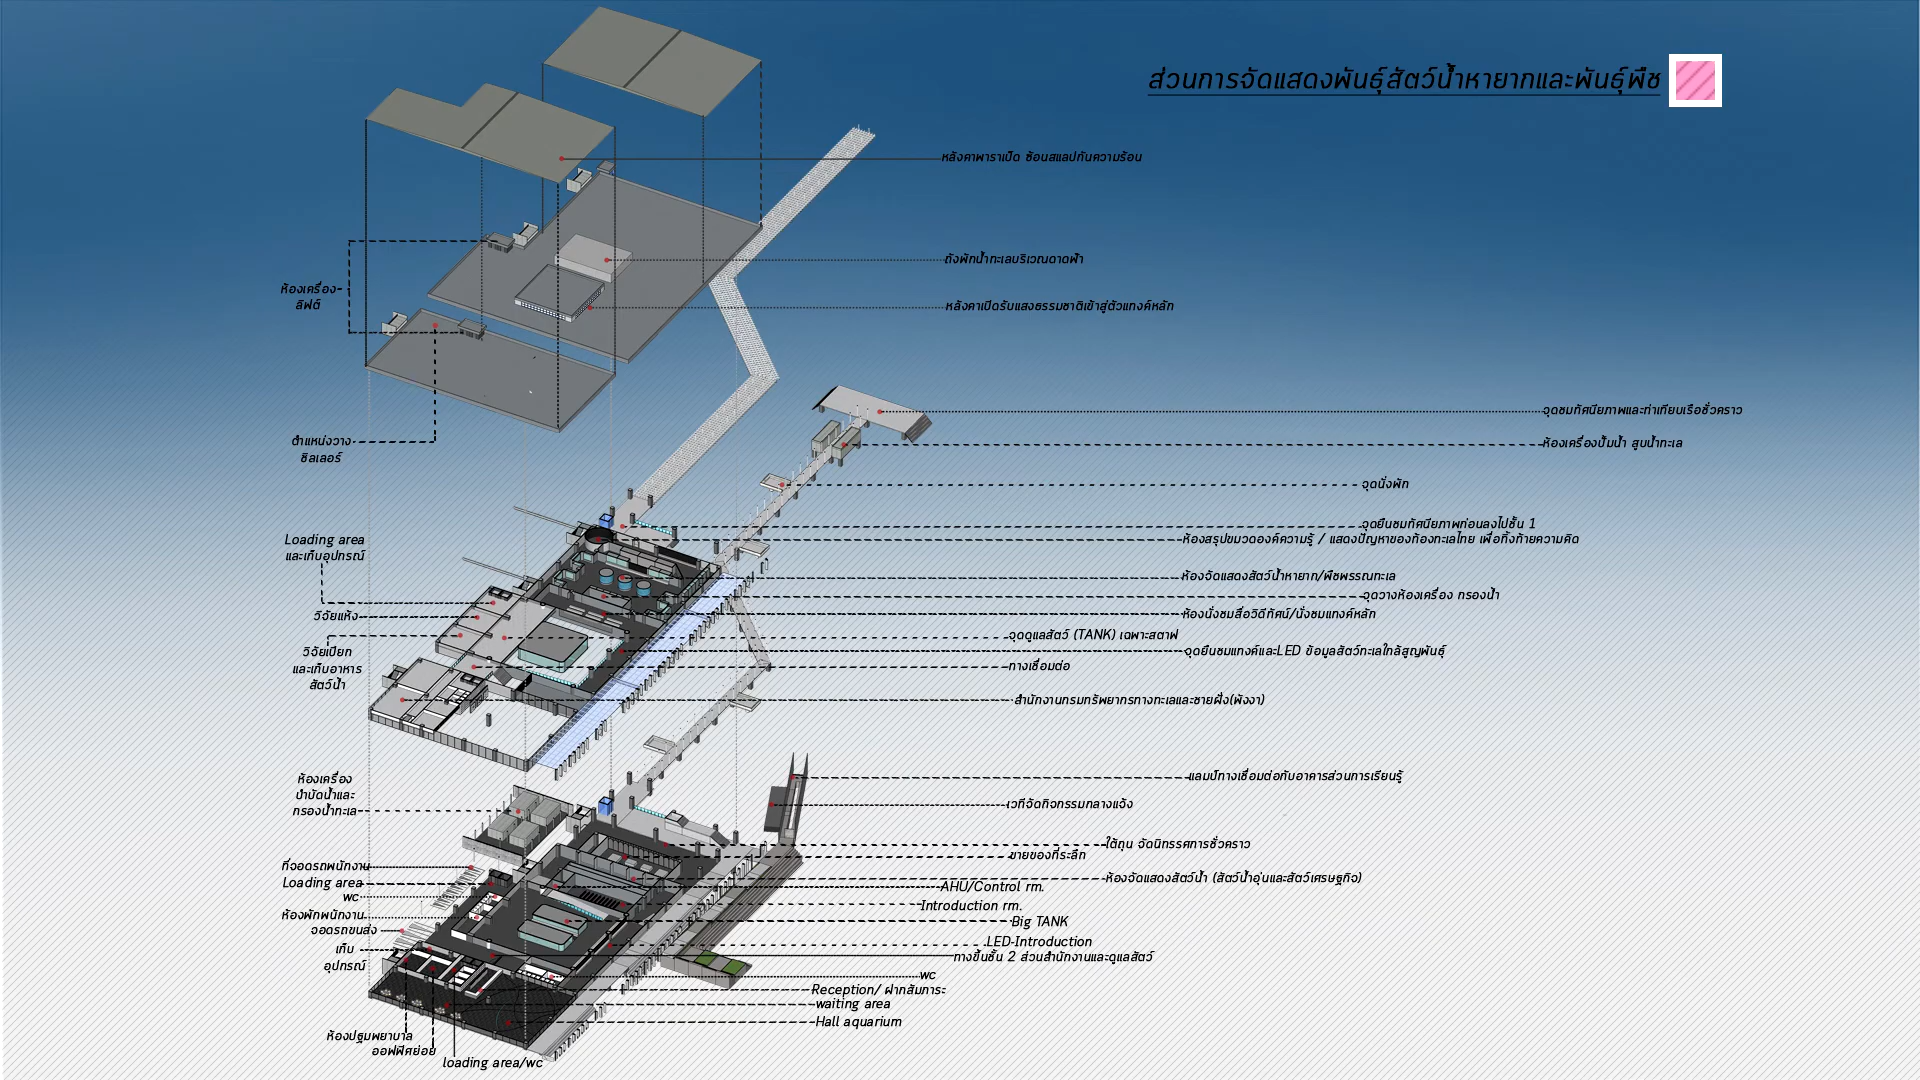 ส่วนการจัดแสดงพันธุ์สัตว์น้ำหายากและพันธุ์พืช
หลังคาพาราเป็ด ซ้อนสแลปกันความร้อน
ถังพักน้ำทะเลบริเวณดาดฟ้า
ห้องเครื่อง-
ลิฟต์
หลังคาเปิดรับแสงธรรมชาติเข้าสู่ตัวแทงค์หลัก
จุดชมทัศนียภาพและท่าเทียบเรือชั่วคราว
ตำแหน่งวาง
ชิลเลอร์
ห้องเครื่องปั้มน้ำ สูบน้ำทะเล
จุดนั่งพัก
จุดยืนชมทัศนียภาพก่อนลงไปชั้น 1
Loading area
และเก็บอุปกรณ์
ห้องสรุปขมวดองค์ความรู้ / แสดงปัญหาของท้องทะเลไทย เพื่อทิ้งท้ายความคิด
ห้องจัดแสดงสัตว์น้ำหายาก/พืชพรรณทะเล
จุดวางห้องเครื่อง กรองน้ำ
วิจัยแห้ง
ห้องนั่งชมสื่อวิดีทัศน์/นั่งชมแทงค์หลัก
จุดดูแลสัตว์ (TANK) เฉพาะสตาฟ
วิจัยเปียก
และเก็บอาหาร
สัตว์น้ำ
จุดยืนชมแทงค์และLED ข้อมูลสัตว์ทะเลใกล้สูญพันธุ์
ทางเชื่อมต่อ
สำนักงานกรมทรัพยากรทางทะเลและชายฝั่ง(พังงา)
ห้องเครื่อง
บำบัดน้ำและ
กรองน้ำทะเล
แลมป์ทางเชื่อมต่อกับอาคารส่วนการเรียนรู้
เวทีจัดกิจกรรมกลางแจ้ง
ใต้ถุน จัดนิทรรศการชั่วคราว
ขายของที่ระลึก
ที่จอดรถพนักงาน
ห้องจัดแสดงสัตว์น้ำ (สัตว์น้ำอุ่นและสัตว์เศรษฐกิจ)
Loading area
AHU/Control rm.
wc
Introduction rm.
ห้องพักพนักงาน
Big TANK
จอดรถขนส่ง
LED-Introduction
เก็บ
อุปกรณ์
ทางขึ้นชั้น 2 ส่วนสำนักงานและดูแลสัตว์
wc
Reception/ ฝากสัมภาระ
waiting area
Hall aquarium
ห้องปฐมพยาบาล
ออฟฟิศย่อย
loading area/wc